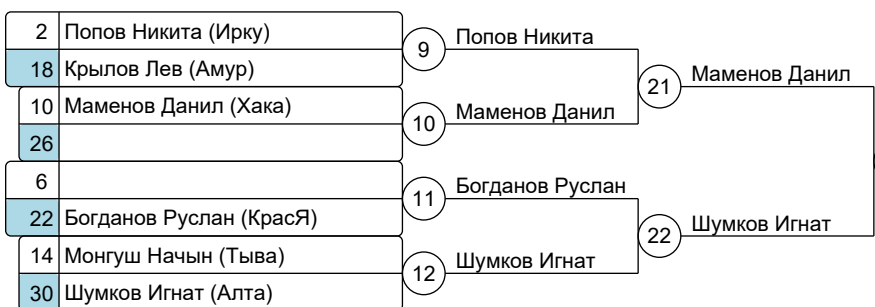 2 Попов Никита (Ирку)
18 Крылов Лев (Амур)
10 Маменов Данил (Хака)
26
6
22 Богданов Руслан (КрасЯ)
14 Монгуш Начын (Тыва)
30 Шумков Игнат (Алта)
9 Попов Никита
10 Маменов Данил
11 Богданов Руслан
12 Шумков Игнат
21 Маменов Данил
22 Шумков Игнат